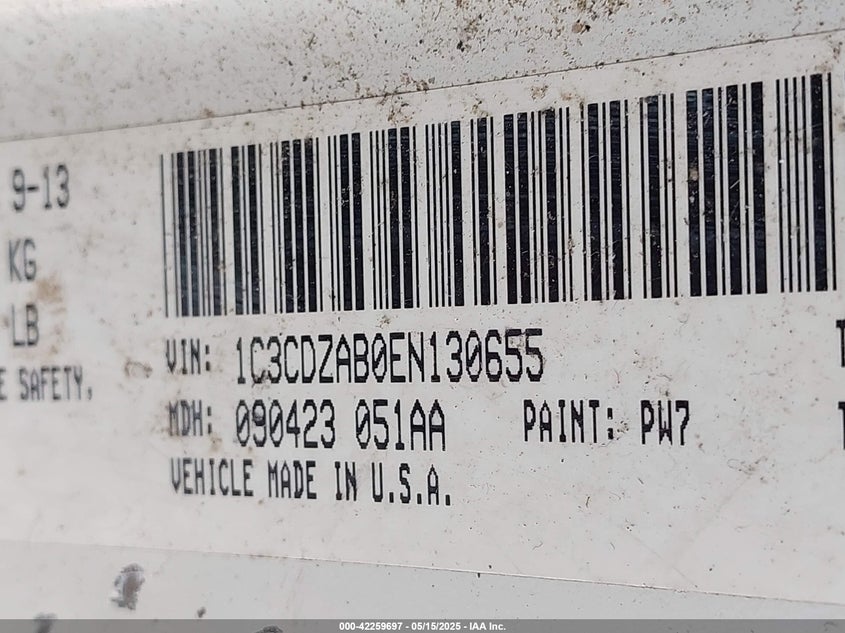 9-13
KG
LB
E SAFETY,
VIN: 1C3CDZAB0EN130655
MDH: 090423 051AA PAINT: PW7
VEHICLE MADE IN U.S.A.
000-42259697 - 05/15/2025 - IAA Inc.